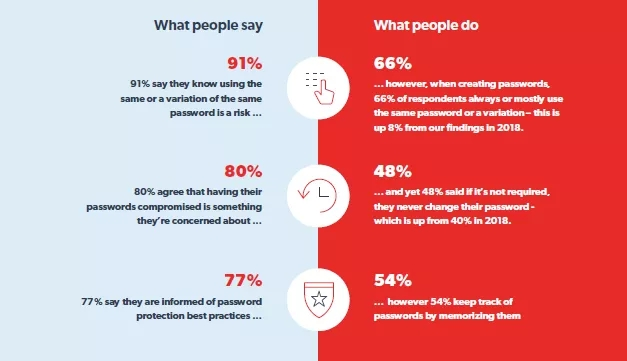 What people say
What people do
91%
91% say they know using the
same or a variation of the same
password is a risk ...
66%
... however, when creating passwords,
66% of respondents always or mostly use
the same password or a variation – this is
up 8% from our findings in 2018.
80%
80% agree that having their
passwords compromised is something
they're concerned about ...
48%
... and yet 48% said if it's not required,
they never change their password -
which is up from 40% in 2018.
77%
77% say they are informed of password
protection best practices ...
54%
... however 54% keep track of
passwords by memorizing them